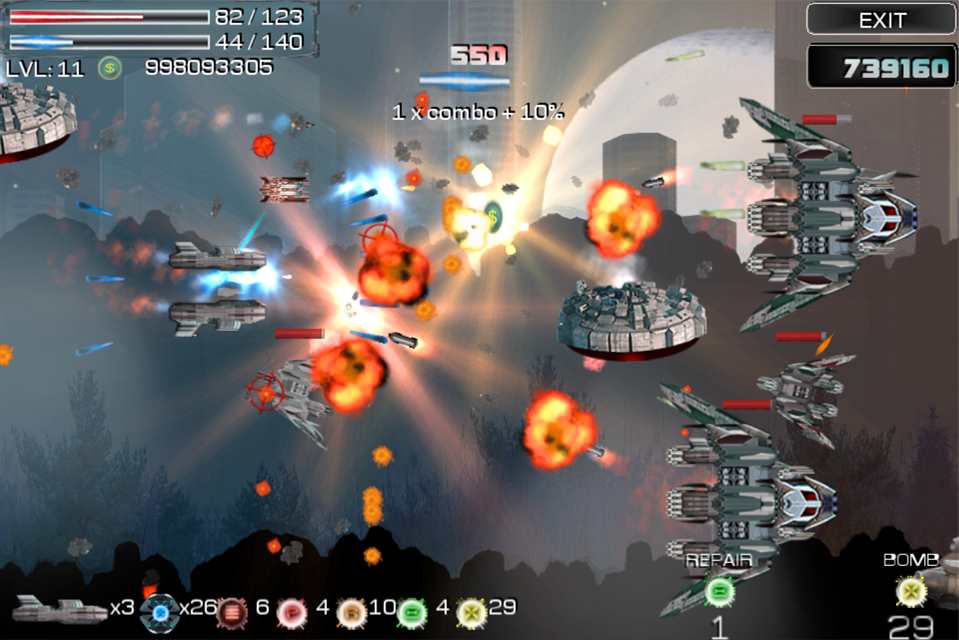 82 / 123
EXIT
44 / 140
550
LVL: 11 $ 998093305
739160
1 x combo + 10%
$
REPAIR
BOMB
x3 x26 6 4 10 4 29
1
29